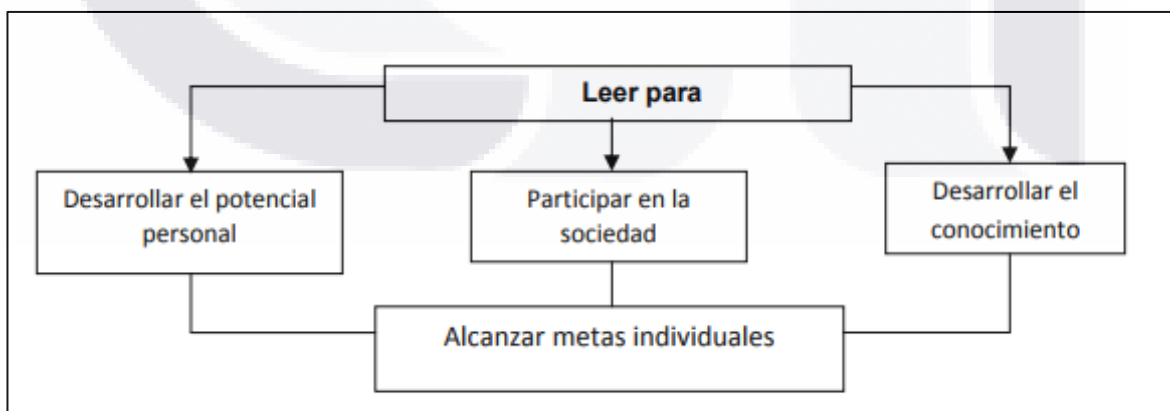 Leer para
Desarrollar el potencial
personal
Participar en la
sociedad
Desarrollar el
conocimiento
Alcanzar metas individuales